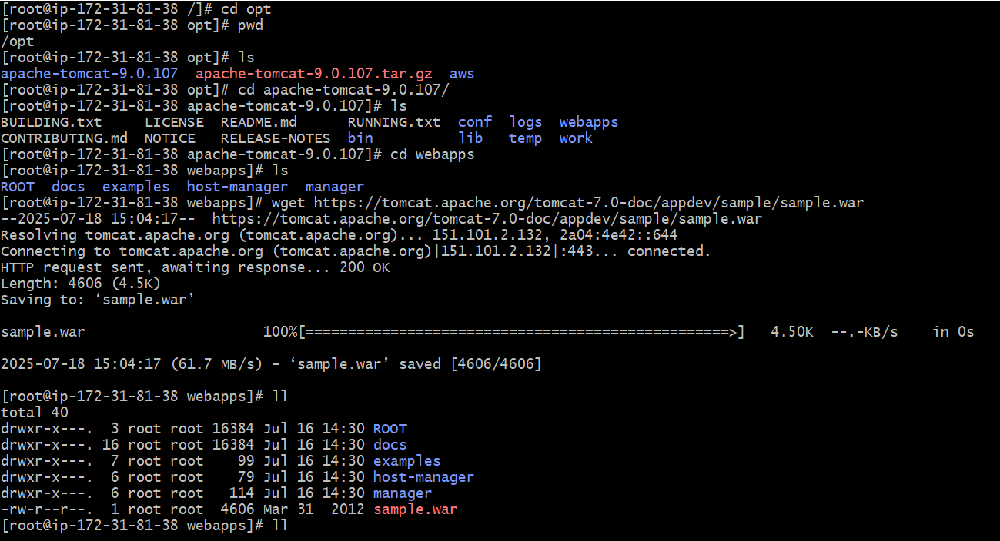 [root@ip-172-31-81-38 /]# cd opt
[root@ip-172-31-81-38 opt]# pwd
/opt
[root@ip-172-31-81-38 opt]# ls
apache-tomcat-9.0.107  apache-tomcat-9.0.107.tar.gz  aws
[root@ip-172-31-81-38 opt]# cd apache-tomcat-9.0.107/
[root@ip-172-31-81-38 apache-tomcat-9.0.107]# ls
BUILDING.txt     LICENSE  README.md      RUNNING.txt  conf  logs  webapps
CONTRIBUTING.md  NOTICE   RELEASE-NOTES  bin          lib   temp  work
[root@ip-172-31-81-38 apache-tomcat-9.0.107]# cd webapps
[root@ip-172-31-81-38 webapps]# ls
ROOT  docs  examples  host-manager  manager
[root@ip-172-31-81-38 webapps]# wget https://tomcat.apache.org/tomcat-7.0-doc/appdev/sample/sample.war
--2025-07-18 15:04:17--  https://tomcat.apache.org/tomcat-7.0-doc/appdev/sample/sample.war
Resolving tomcat.apache.org (tomcat.apache.org)... 151.101.2.132, 2a04:4e42::644
Connecting to tomcat.apache.org (tomcat.apache.org)|151.101.2.132|:443... connected.
HTTP request sent, awaiting response... 200 OK
Length: 4606 (4.5K)
Saving to: ‘sample.war’
sample.war                     100%[==================================================>]   4.50K  --.-KB/s    in 0s
2025-07-18 15:04:17 (61.7 MB/s) - ‘sample.war’ saved [4606/4606]
[root@ip-172-31-81-38 webapps]# ll
total 40
drwxr-x---.  3 root root 16384 Jul 16 14:30 ROOT
drwxr-x---. 16 root root 16384 Jul 16 14:30 docs
drwxr-x---.  7 root root    99 Jul 16 14:30 examples
drwxr-x---.  6 root root    79 Jul 16 14:30 host-manager
drwxr-x---.  6 root root   114 Jul 16 14:30 manager
-rw-r--r--.  1 root root  4606 Mar 31  2012 sample.war
[root@ip-172-31-81-38 webapps]# ll